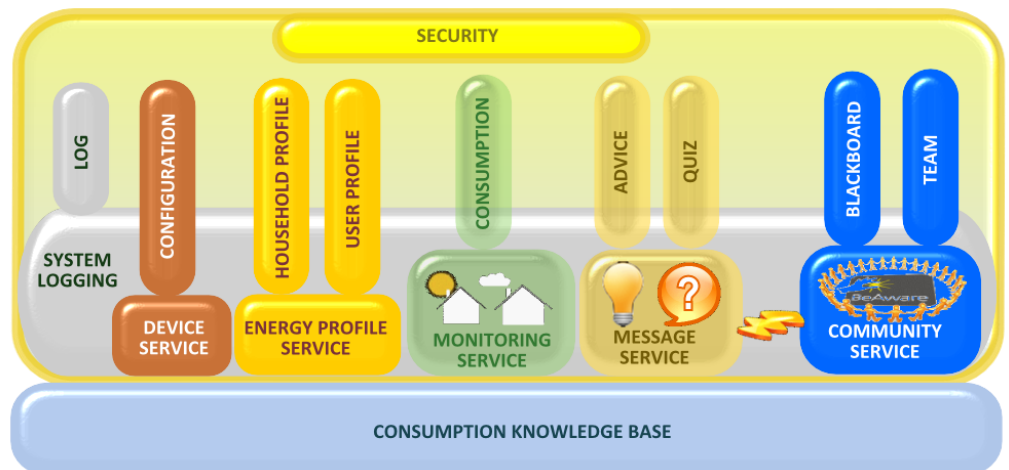 SECURITY
LOG
CONFIGURATION
HOUSEHOLD PROFILE
USER PROFILE
CONSUMPTION
ADVICE
QUIZ
BLACKBOARD
TEAM
SYSTEM
LOGGING
DEVICE
SERVICE
ENERGY PROFILE
SERVICE
MONITORING
SERVICE
?
MESSAGE
SERVICE
BeAware
COMMUNITY
SERVICE
CONSUMPTION KNOWLEDGE BASE